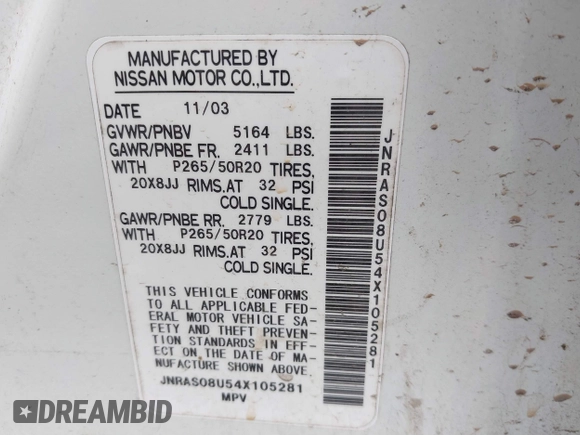 MANUFACTURED BY
NISSAN MOTOR CO.,LTD.
DATE 11/03
GVWR/PNBV 5164 LBS.
GAWR/PNBE FR. 2411 LBS.
WITH P265/50R20 TIRES,
20X8JJ RIMS.AT 32 PSI
COLD SINGLE.
GAWR/PNBE RR. 2779 LBS.
WITH P265/50R20 TIRES,
20X8JJ RIMS.AT 32 PSI
COLD SINGLE.
THIS VEHICLE CONFORMS
TO ALL APPLICABLE FED-
ERAL MOTOR VEHICLE SA-
FETY AND THEFT PREVEN-
TION STANDARDS IN EFF-
ECT ON THE DATE OF MA-
NUFACTURE SHOWN ABOVE.
JNRAS08U54X105281
MPV
JNRAS08U54X105281
DREAMBID